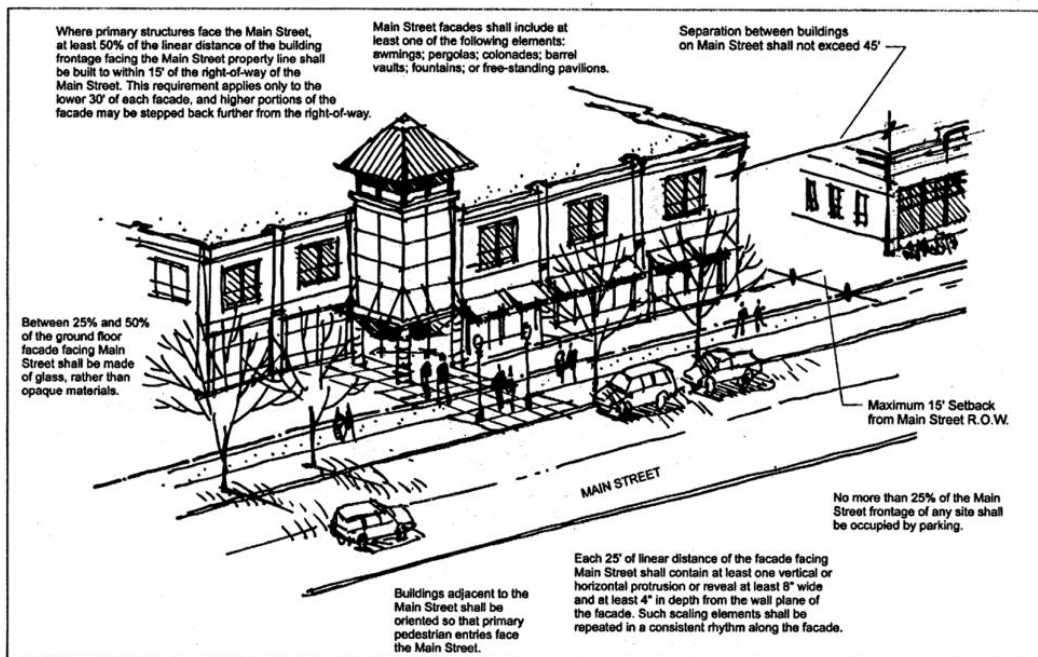 Where primary structures face the Main Street,
at least 50% of the linear distance of the building
frontage facing the Main Street property line shall
be built to within 15' of the right-of-way of the
Main Street. This requirement applies only to the
lower 30' of each facade, and higher portions of the
facade may be stepped back further from the right-of-way.
Main Street facades shall include at
least one of the following elements:
awmings; pergolas; colonades; barrel
vaults; fountains; or free-standing pavilions.
Separation between buildings
on Main Street shall not exceed 45'
Between 25% and 50%
of the ground floor
facade facing Main
Street shall be made
of glass, rather than
opaque materials.
Maximum 15' Setback
from Main Street R.O.W.
MAIN STREET
No more than 25% of the Main
Street frontage of any site shall
be occupied by parking.
Each 25' of linear distance of the facade facing
Main Street shall contain at least one vertical or
horizontal protrusion or reveal at least 8" wide
and at least 4" in depth from the wall plane of
the facade. Such scaling elements shall be
repeated in a consistent rhythm along the facade.
Buildings adjacent to the
Main Street shall be
oriented so that primary
pedestrian entries face
the Main Street.